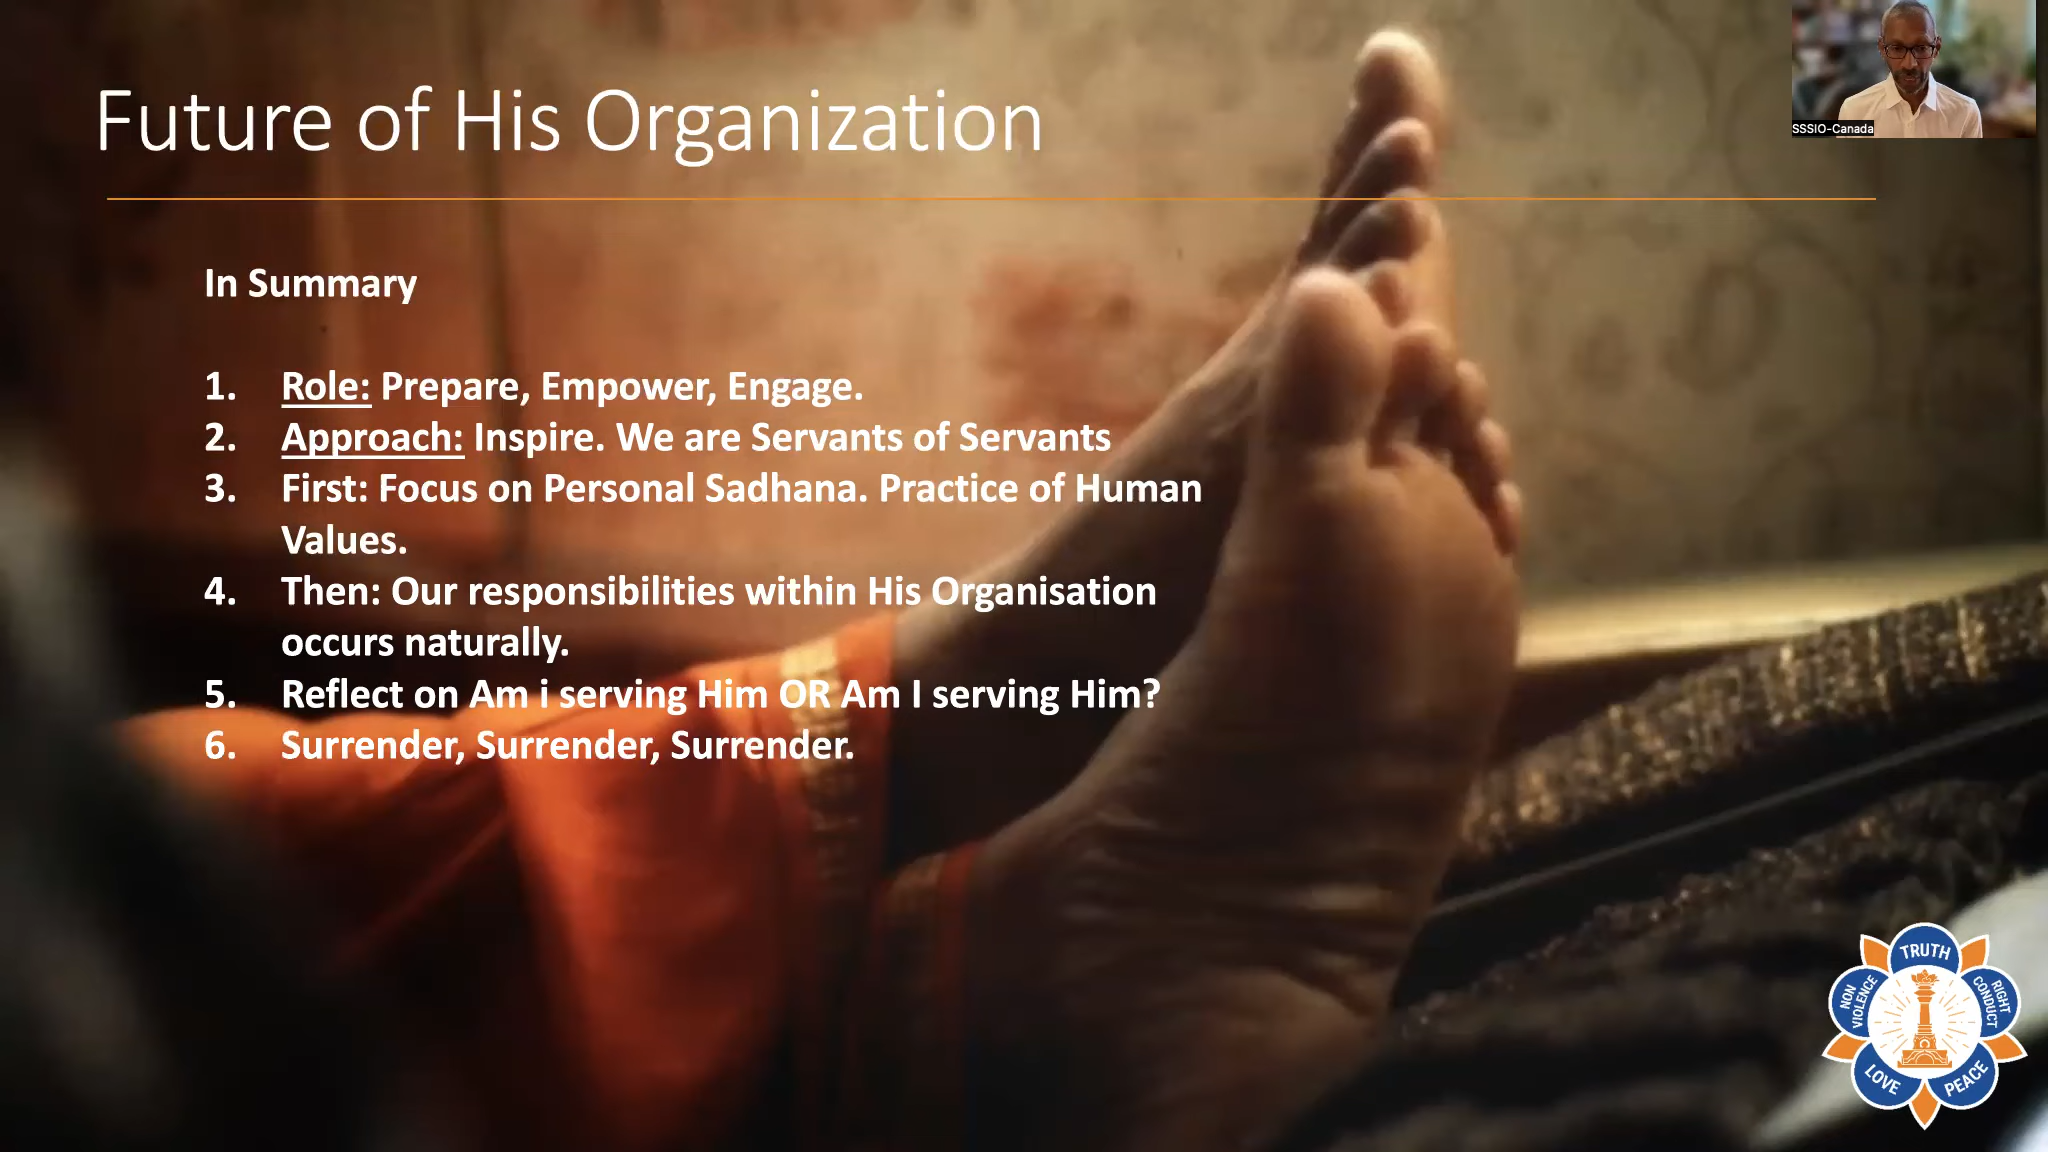 Future of His Organization
SSSIO-Canada
In Summary
1. Role: Prepare, Empower, Engage.
2. Approach: Inspire. We are Servants of Servants
3. First: Focus on Personal Sadhana. Practice of Human
Values.
4. Then: Our responsibilities within His Organisation
occurs naturally.
5. Reflect on Am i serving Him OR Am I serving Him?
6. Surrender, Surrender, Surrender.
TRUTH
RIGHT
CONDUCT
PEACE
LOVE
NON
VIOLENCE